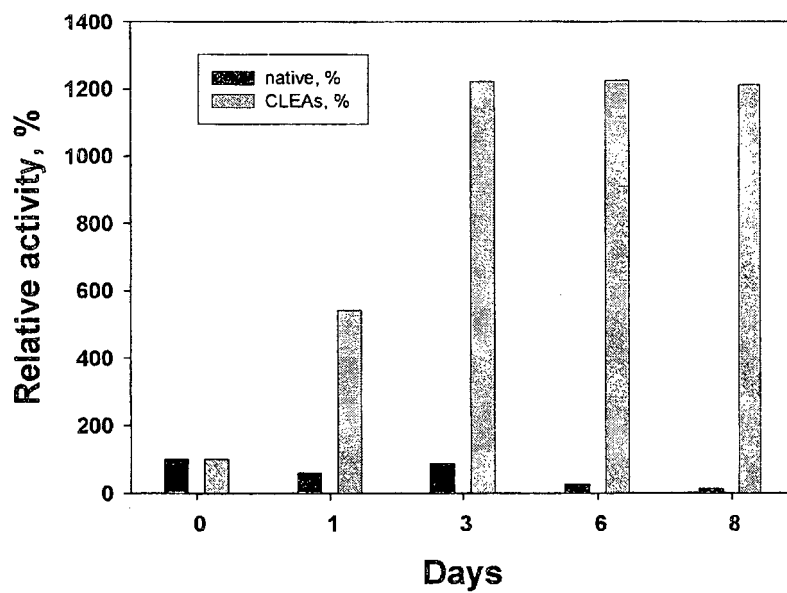 1400
1200
1000
800
600
400
200
0
Relative activity, %
native, %
CLEAs, %
0 1 3 6 8
Days